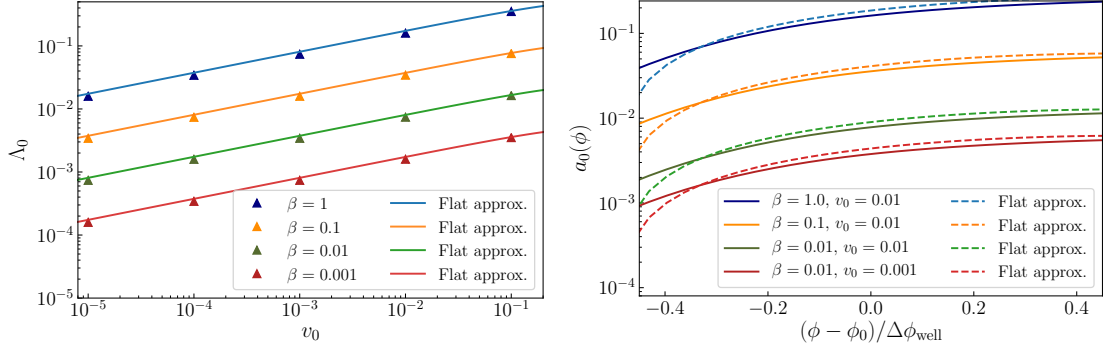 10⁻¹
10⁻²
10⁻³
10⁻⁴
10⁻⁵
Λ₀
10⁻⁵ 10⁻⁴ 10⁻³ 10⁻² 10⁻¹
v₀
β = 1 Flat approx.
β = 0.1 Flat approx.
β = 0.01 Flat approx.
β = 0.001 Flat approx.
10⁻¹
10⁻²
10⁻³
10⁻⁴
a₀(ϕ)
−0.4 −0.2 0.0 0.2 0.4
(ϕ − ϕ₀)/Δϕwell
β = 1.0, v₀ = 0.01 Flat approx.
β = 0.1, v₀ = 0.01 Flat approx.
β = 0.01, v₀ = 0.01 Flat approx.
β = 0.01, v₀ = 0.001 Flat approx.